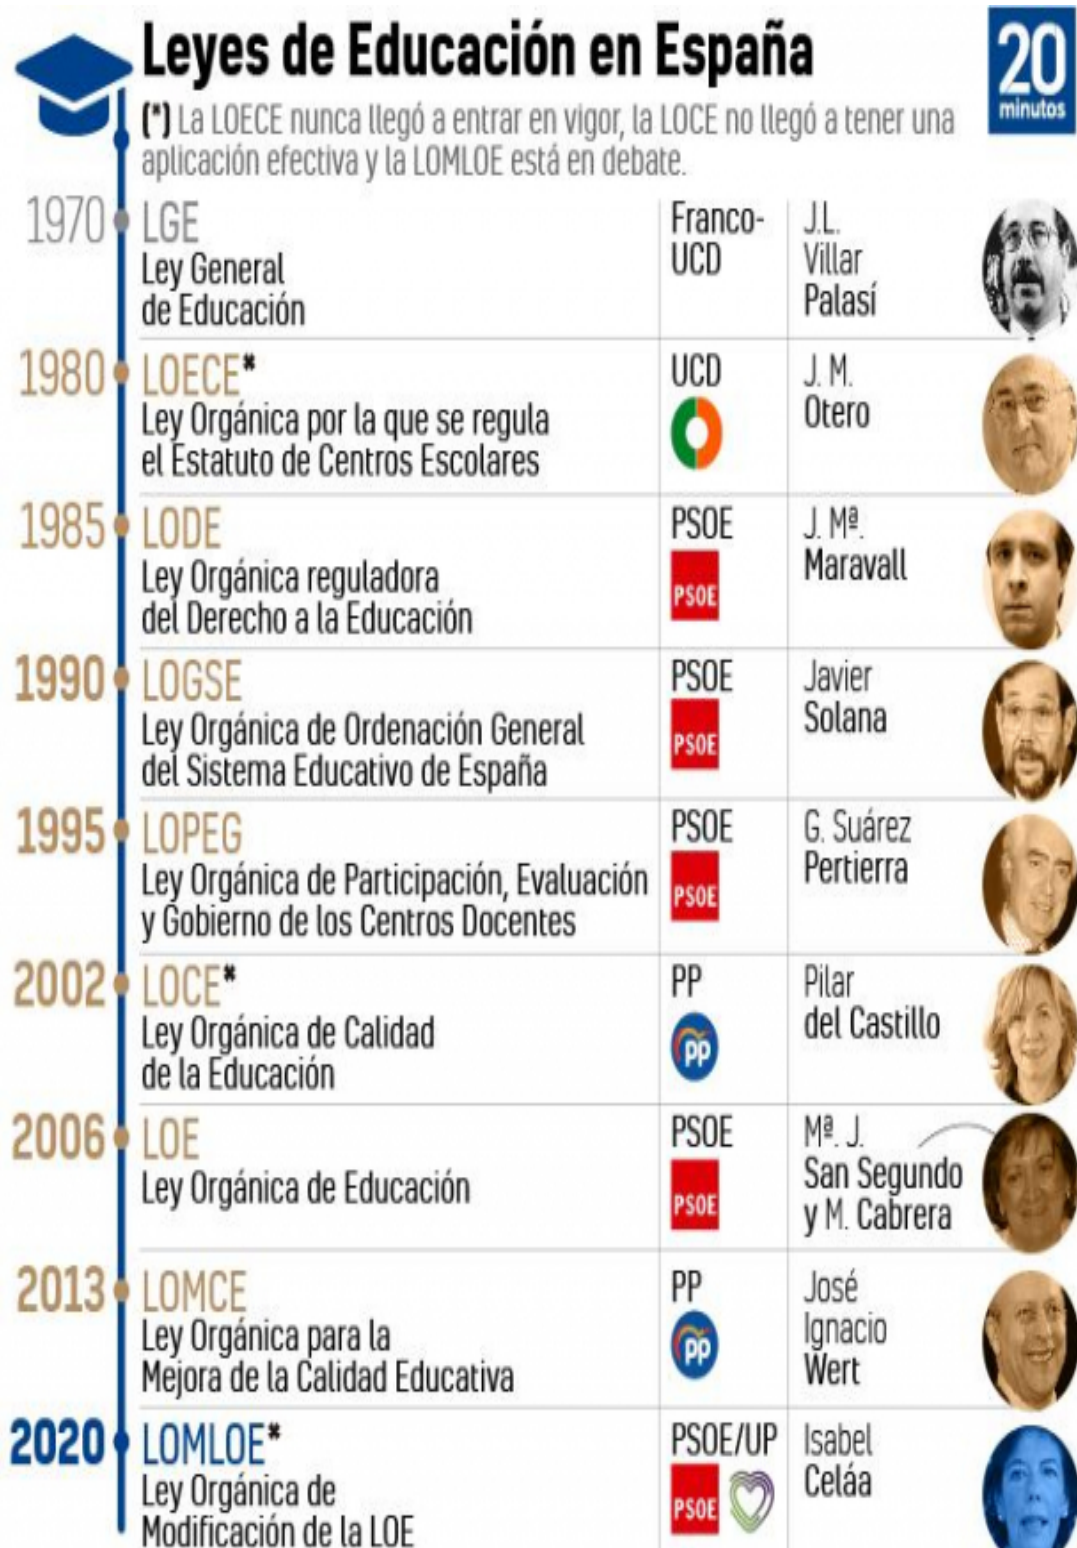 Leyes de Educación en España
20
minutos
(*) La LOECE nunca llegó a entrar en vigor, la LOCE no llegó a tener una
aplicación efectiva y la LOMLOE está en debate.
1970
LGE
Ley General
de Educación
Franco-
UCD
J.L.
Villar
Palasí
1980
LOECE*
Ley Orgánica por la que se regula
el Estatuto de Centros Escolares
UCD
J. M.
Otero
1985
LODE
Ley Orgánica reguladora
del Derecho a la Educación
PSOE
PSOE
J. Mª.
Maravall
1990
LOGSE
Ley Orgánica de Ordenación General
del Sistema Educativo de España
PSOE
PSOE
Javier
Solana
1995
LOPEG
Ley Orgánica de Participación, Evaluación
y Gobierno de los Centros Docentes
PSOE
PSOE
G. Suárez
Pertierra
2002
LOCE*
Ley Orgánica de Calidad
de la Educación
PP
pp
Pilar
del Castillo
2006
LOE
Ley Orgánica de Educación
PSOE
PSOE
Mª. J.
San Segundo
y M. Cabrera
2013
LOMCE
Ley Orgánica para la
Mejora de la Calidad Educativa
PP
pp
José
Ignacio
Wert
2020
LOMLOE*
Ley Orgánica de
Modificación de la LOE
PSOE/UP
PSOE
Isabel
Celáa